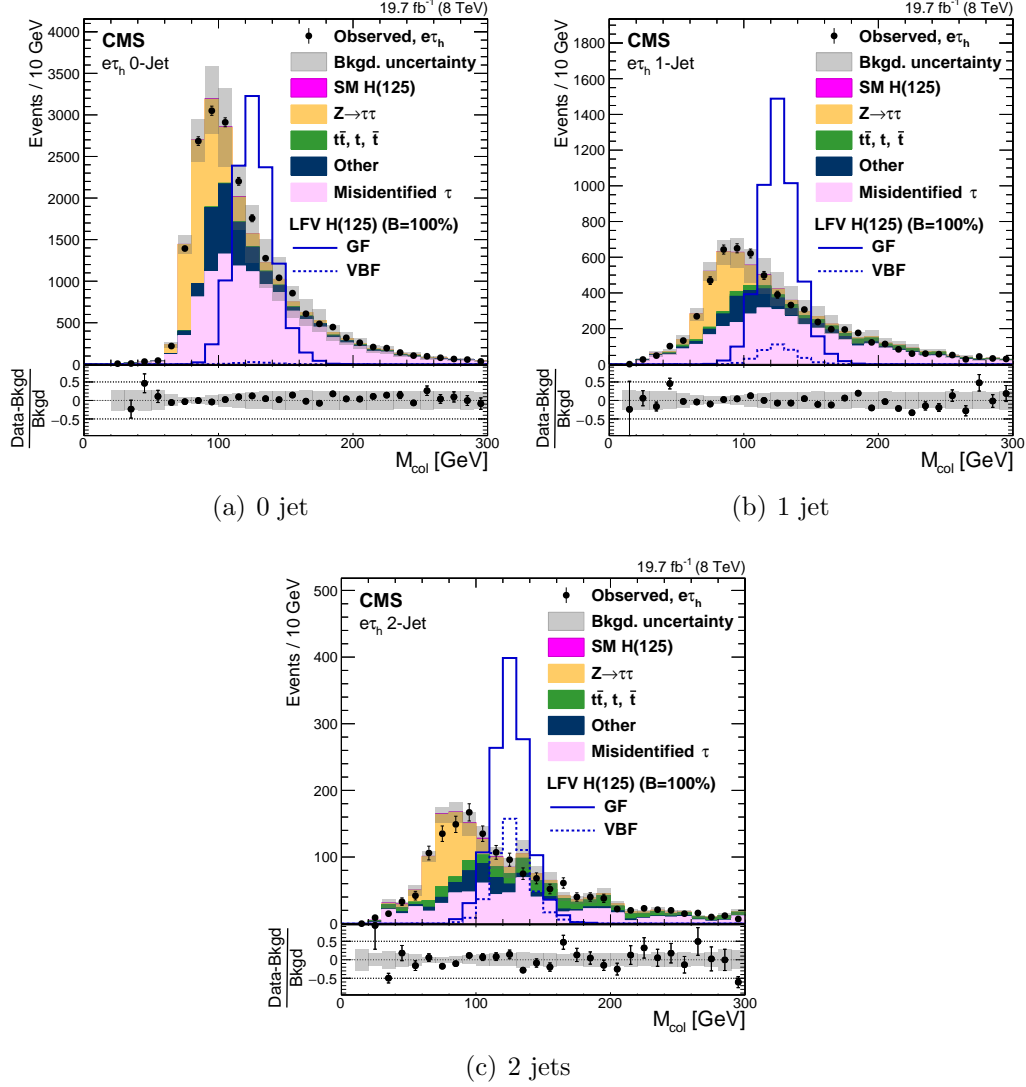 19.7 fb⁻¹ (8 TeV)
CMS
eτₕ 0-Jet
Observed, eτₕ
Bkgd. uncertainty
SM H(125)
Z→ττ
tt̄, t, t̄
Other
Misidentified τ
LFV H(125) (B=100%)
GF
VBF
Events / 10 GeV
4000
3500
3000
2500
2000
1500
1000
500
0
Data-Bkgd
Bkgd
0.5
0
−0.5
0 100 200 300
M_col [GeV]
(a) 0 jet
19.7 fb⁻¹ (8 TeV)
CMS
eτₕ 1-Jet
Observed, eτₕ
Bkgd. uncertainty
SM H(125)
Z→ττ
tt̄, t, t̄
Other
Misidentified τ
LFV H(125) (B=100%)
GF
VBF
Events / 10 GeV
1800
1600
1400
1200
1000
800
600
400
200
0
Data-Bkgd
Bkgd
0.5
0
−0.5
0 100 200 300
M_col [GeV]
(b) 1 jet
19.7 fb⁻¹ (8 TeV)
CMS
eτₕ 2-Jet
Observed, eτₕ
Bkgd. uncertainty
SM H(125)
Z→ττ
tt̄, t, t̄
Other
Misidentified τ
LFV H(125) (B=100%)
GF
VBF
Events / 10 GeV
500
400
300
200
100
0
Data-Bkgd
Bkgd
0.5
0
−0.5
0 100 200 300
M_col [GeV]
(c) 2 jets